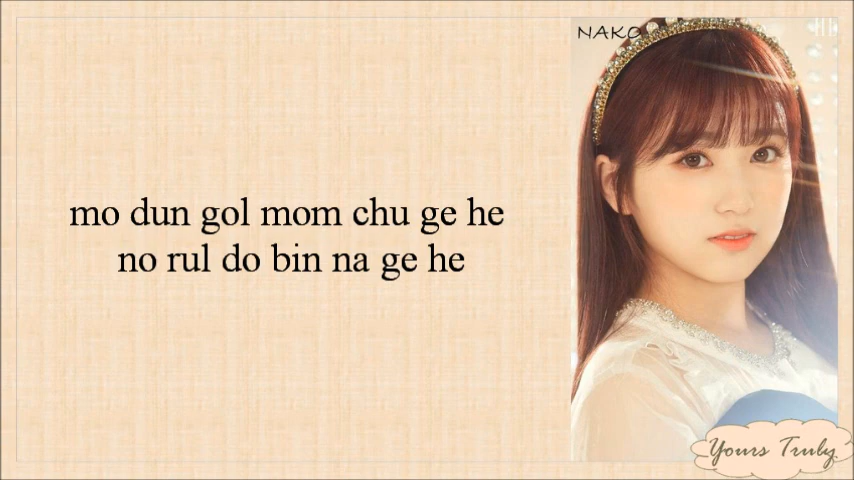 NAKO
mo dun gol mom chu ge he
no rul do bin na ge he
Yours Truly